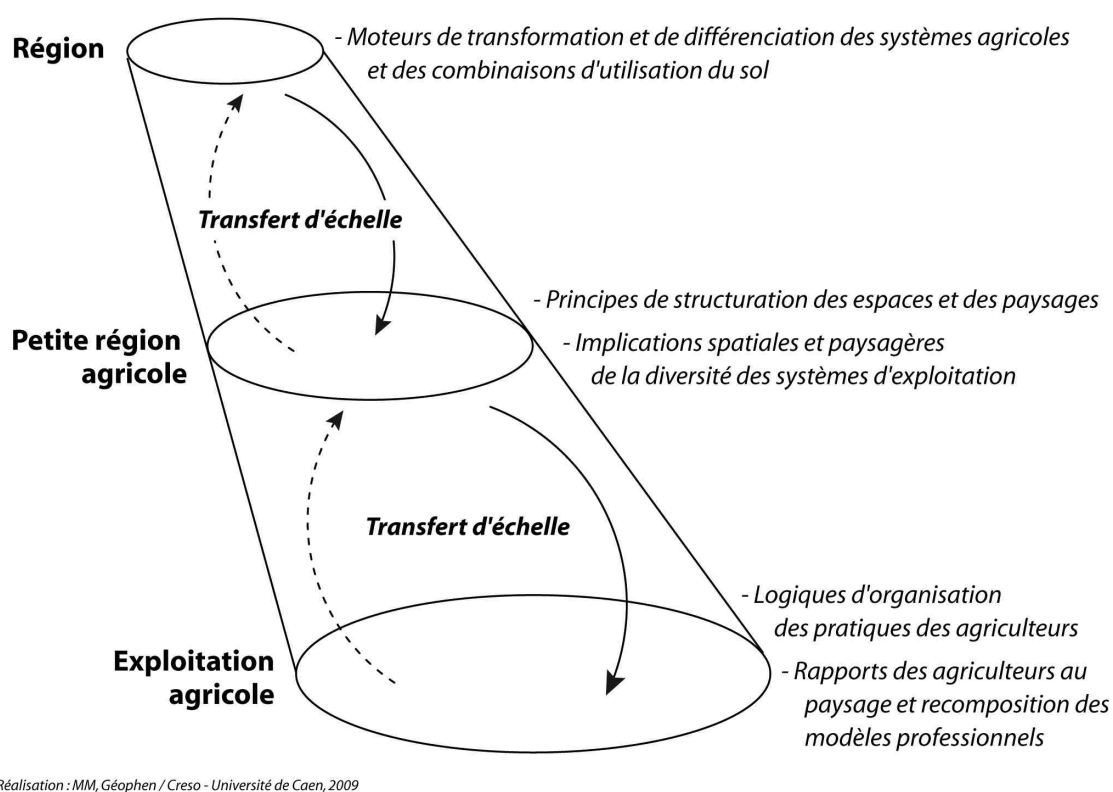 Région
- Moteurs de transformation et de différenciation des systèmes agricoles
et des combinaisons d'utilisation du sol
Transfert d'échelle
Petite région
agricole
- Principes de structuration des espaces et des paysages
- Implications spatiales et paysagères
de la diversité des systèmes d'exploitation
Transfert d'échelle
Exploitation
agricole
- Logiques d'organisation
des pratiques des agriculteurs
- Rapports des agriculteurs au
paysage et recomposition des
modèles professionnels
Réalisation : MM, Géophen / Creso - Université de Caen, 2009